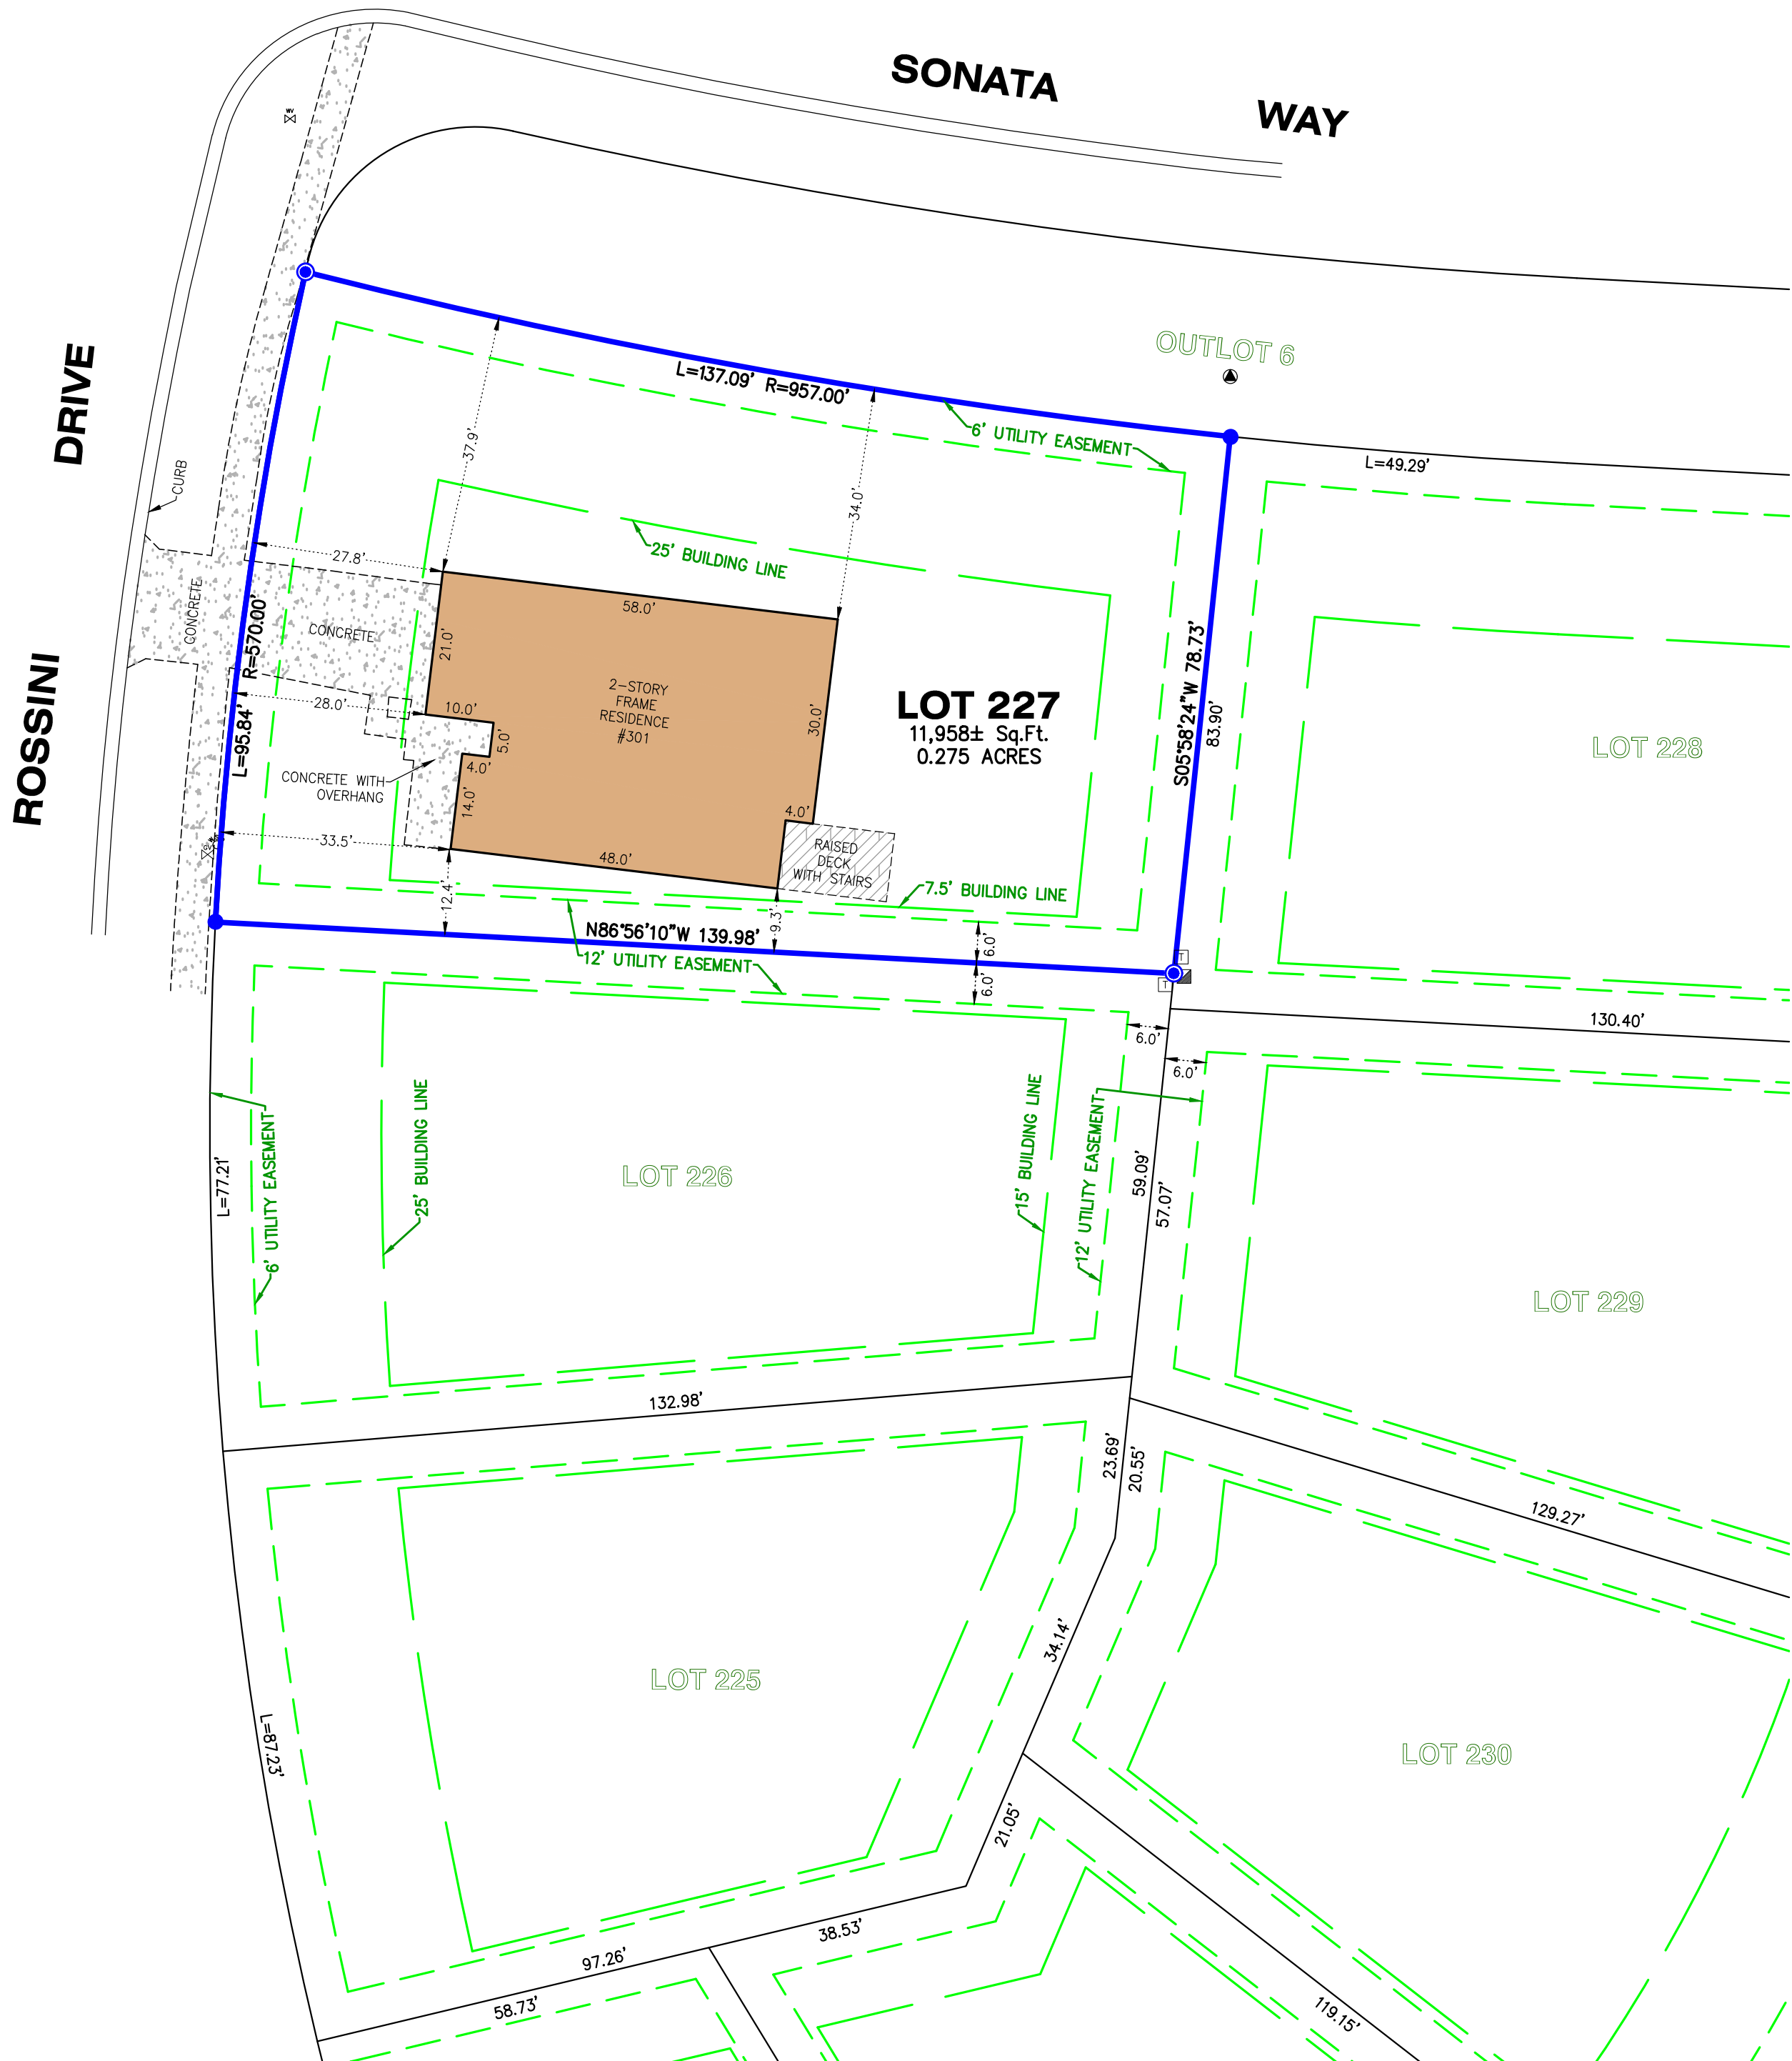 SONATA
WAY
WV
DRIVE
ROSSINI
CURB
OUTLOT 6
L=137.09' R=957.00'
6' UTILITY EASEMENT
L=49.29'
37.9'
34.0'
25' BUILDING LINE
27.8'
58.0'
CONCRETE
CONCRETE
R=570.00'
L=95.84'
21.0'
28.0'
10.0'
5.0'
4.0'
14.0'
30.0'
4.0'
2-STORY
FRAME
RESIDENCE
#301
LOT 227
11,958± Sq.Ft.
0.275 ACRES
S05°58'24"W 78.73'
83.90'
LOT 228
CONCRETE WITH
OVERHANG
33.5'
48.0'
RAISED
DECK
WITH STAIRS
7.5' BUILDING LINE
12.4'
9.3'
N86°56'10"W 139.98'
12' UTILITY EASEMENT
6.0'
6.0'
T
T
6.0'
6.0'
130.40'
L=77.21'
6' UTILITY EASEMENT
25' BUILDING LINE
LOT 226
15' BUILDING LINE
12' UTILITY EASEMENT
59.09'
57.07'
LOT 229
132.98'
23.69'
20.55'
129.27'
34.14'
LOT 225
LOT 230
L=87.23'
21.05'
38.53'
97.26'
58.73'
119.15'